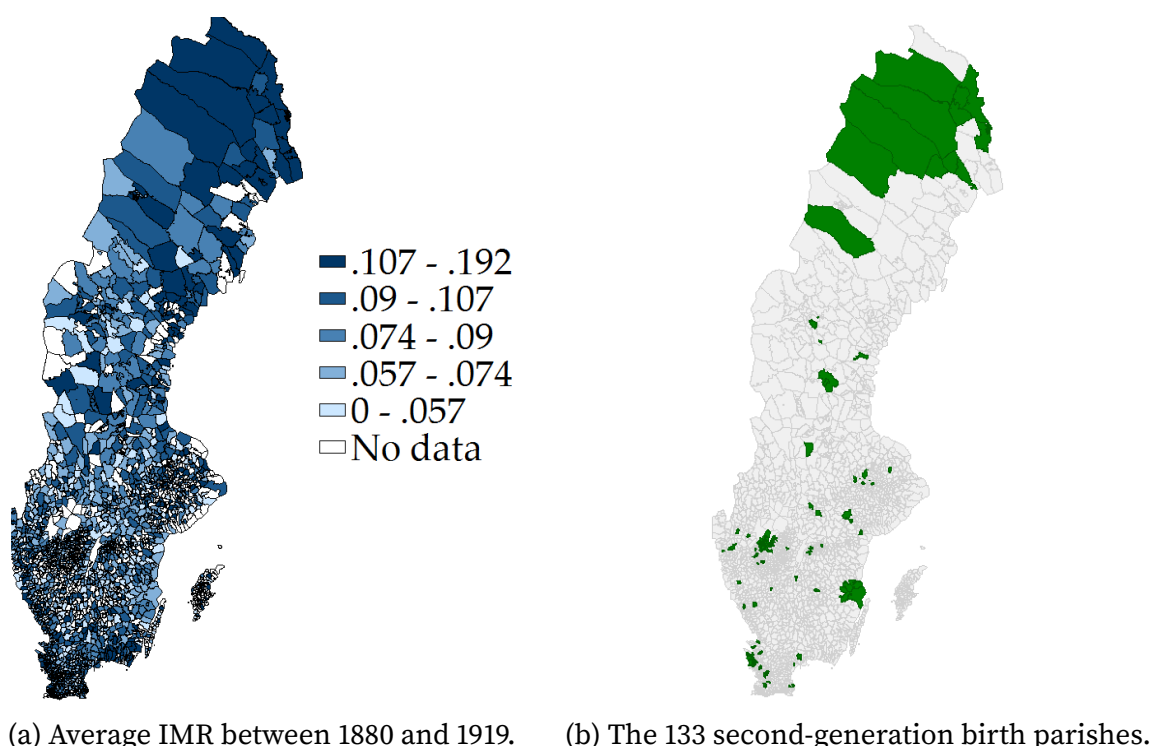 .107 - .192
.09 - .107
.074 - .09
.057 - .074
0 - .057
No data
(a) Average IMR between 1880 and 1919.
(b) The 133 second-generation birth parishes.